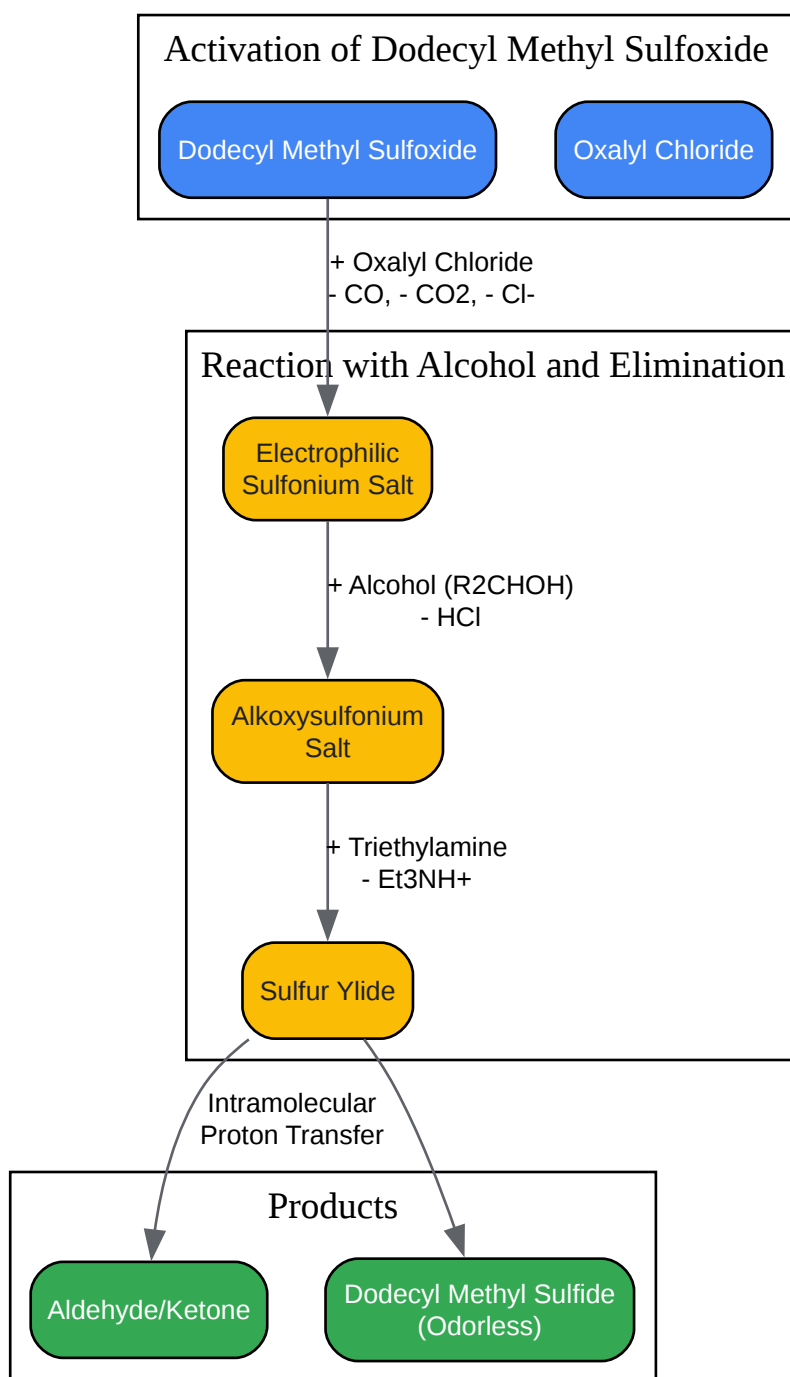 Activation of Dodecyl Methyl Sulfoxide
Dodecyl Methyl Sulfoxide
Oxalyl Chloride
+ Oxalyl Chloride
- CO, - CO2, - Cl-
Reaction with Alcohol and Elimination
Electrophilic
Sulfonium Salt
+ Alcohol (R2CHOH)
- HCl
Alkoxysulfonium
Salt
+ Triethylamine
- Et3NH+
Sulfur Ylide
Intramolecular
Proton Transfer
Products
Aldehyde/Ketone
Dodecyl Methyl Sulfide
(Odorless)